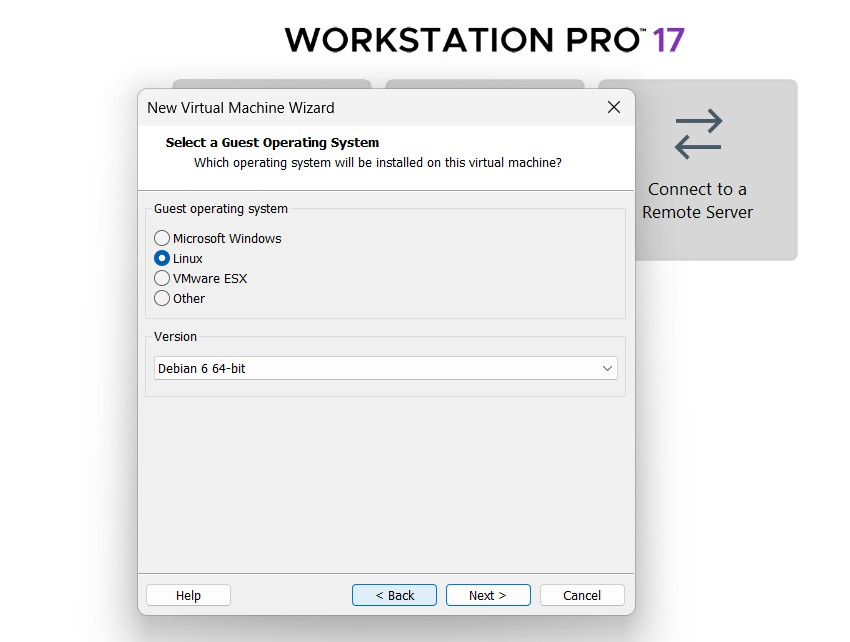 WORKSTATION PRO™ 17
New Virtual Machine Wizard
Select a Guest Operating System
Which operating system will be installed on this virtual machine?
Guest operating system
Microsoft Windows
Linux
VMware ESX
Other
Version
Debian 6 64-bit
Help
< Back
Next >
Cancel
Connect to a
Remote Server